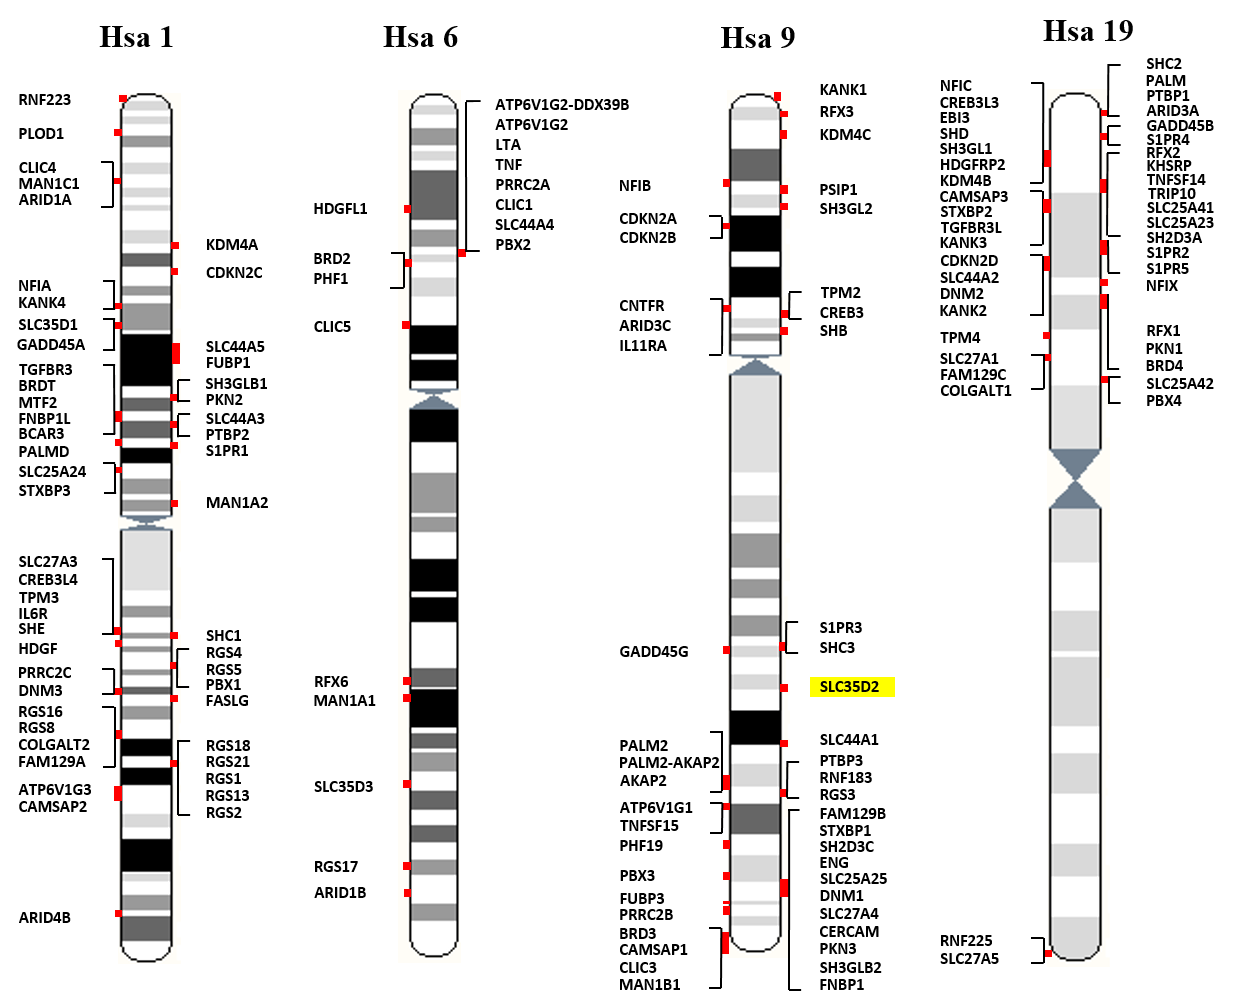 Hsa 1
RNF223
PLOD1
CLIC4
MAN1C1
ARID1A
NFIA
KANK4
SLC35D1
GADD45A
TGFBR3
BRDT
MTF2
FNBP1L
BCAR3
PALMD
SLC25A24
STXBP3
SLC27A3
CREB3L4
TPM3
IL6R
SHE
HDGF
PRRC2C
DNM3
RGS16
RGS8
COLGALT2
FAM129A
ATP6V1G3
CAMSAP2
ARID4B
KDM4A
CDKN2C
SLC44A5
FUBP1
SH3GLB1
PKN2
SLC44A3
PTBP2
S1PR1
MAN1A2
SHC1
RGS4
RGS5
PBX1
FASLG
RGS18
RGS21
RGS1
RGS13
RGS2
Hsa 6
HDGFL1
BRD2
PHF1
CLIC5
RFX6
MAN1A1
SLC35D3
RGS17
ARID1B
ATP6V1G2-DDX39B
ATP6V1G2
LTA
TNF
PRRC2A
CLIC1
SLC44A4
PBX2
Hsa 9
NFIB
CDKN2A
CDKN2B
CNTFR
ARID3C
IL11RA
GADD45G
PALM2
PALM2-AKAP2
AKAP2
ATP6V1G1
TNFSF15
PHF19
PBX3
FUBP3
PRRC2B
BRD3
CAMSAP1
CLIC3
MAN1B1
KANK1
RFX3
KDM4C
PSIP1
SH3GL2
TPM2
CREB3
SHB
S1PR3
SHC3
SLC35D2
SLC44A1
PTBP3
RNF183
RGS3
FAM129B
STXBP1
SH2D3C
ENG
SLC25A25
DNM1
SLC27A4
CERCAM
PKN3
SH3GLB2
FNBP1
Hsa 19
NFIC
CREB3L3
EBI3
SHD
SH3GL1
HDGFRP2
KDM4B
CAMSAP3
STXBP2
TGFBR3L
KANK3
CDKN2D
SLC44A2
DNM2
KANK2
TPM4
SLC27A1
FAM129C
COLGALT1
RNF225
SLC27A5
SHC2
PALM
PTBP1
ARID3A
GADD45B
S1PR4
RFX2
KHSRP
TNFSF14
TRIP10
SLC25A41
SLC25A23
SH2D3A
S1PR2
S1PR5
NFIX
RFX1
PKN1
BRD4
SLC25A42
PBX4